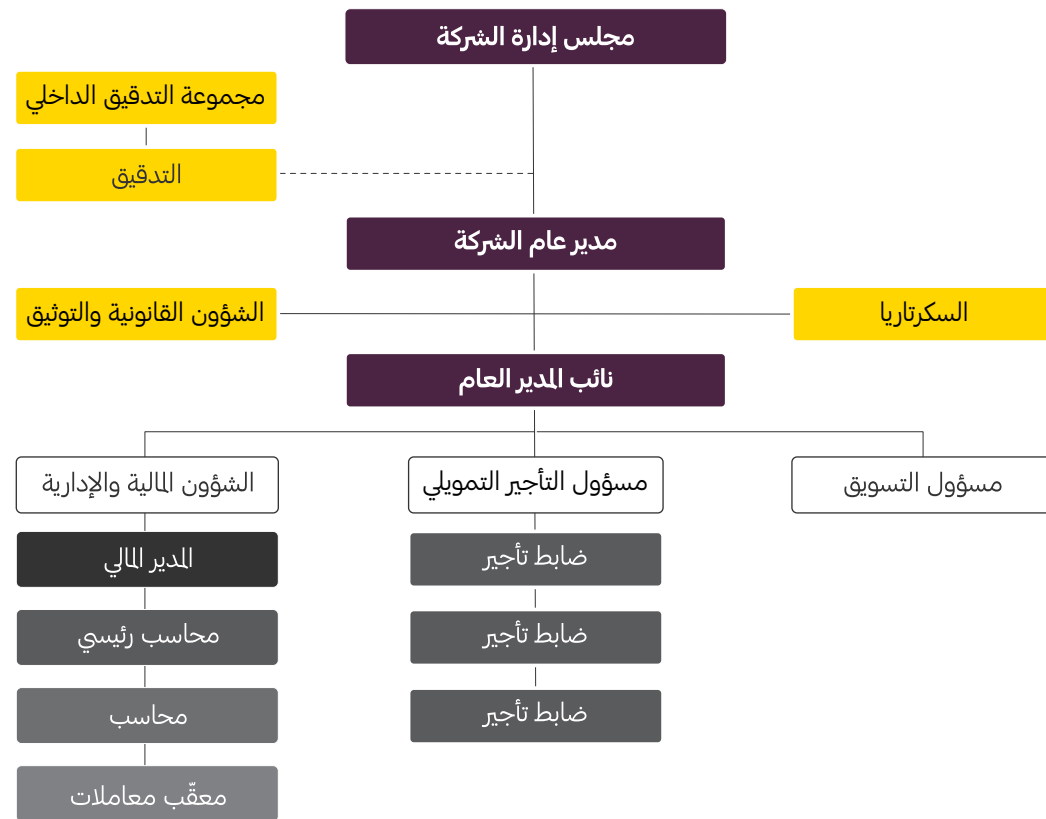 مجلس إدارة الشركة
مجموعة التدقيق الداخلي
التدقيق
مدير عام الشركة
السكرتاريا
الشؤون القانونية والتوثيق
نائب المدير العام
مسؤول التسويق
مسؤول التأجير التمويلي
الشؤون المالية والإدارية
ضابط تأجير
المدير المالي
ضابط تأجير
محاسب رئيسي
ضابط تأجير
محاسب
معقّب معاملات